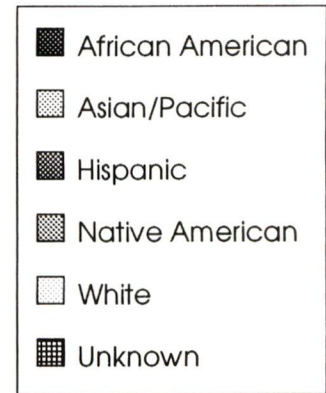 African American
Asian/Pacific
Hispanic
Native American
White
Unknown